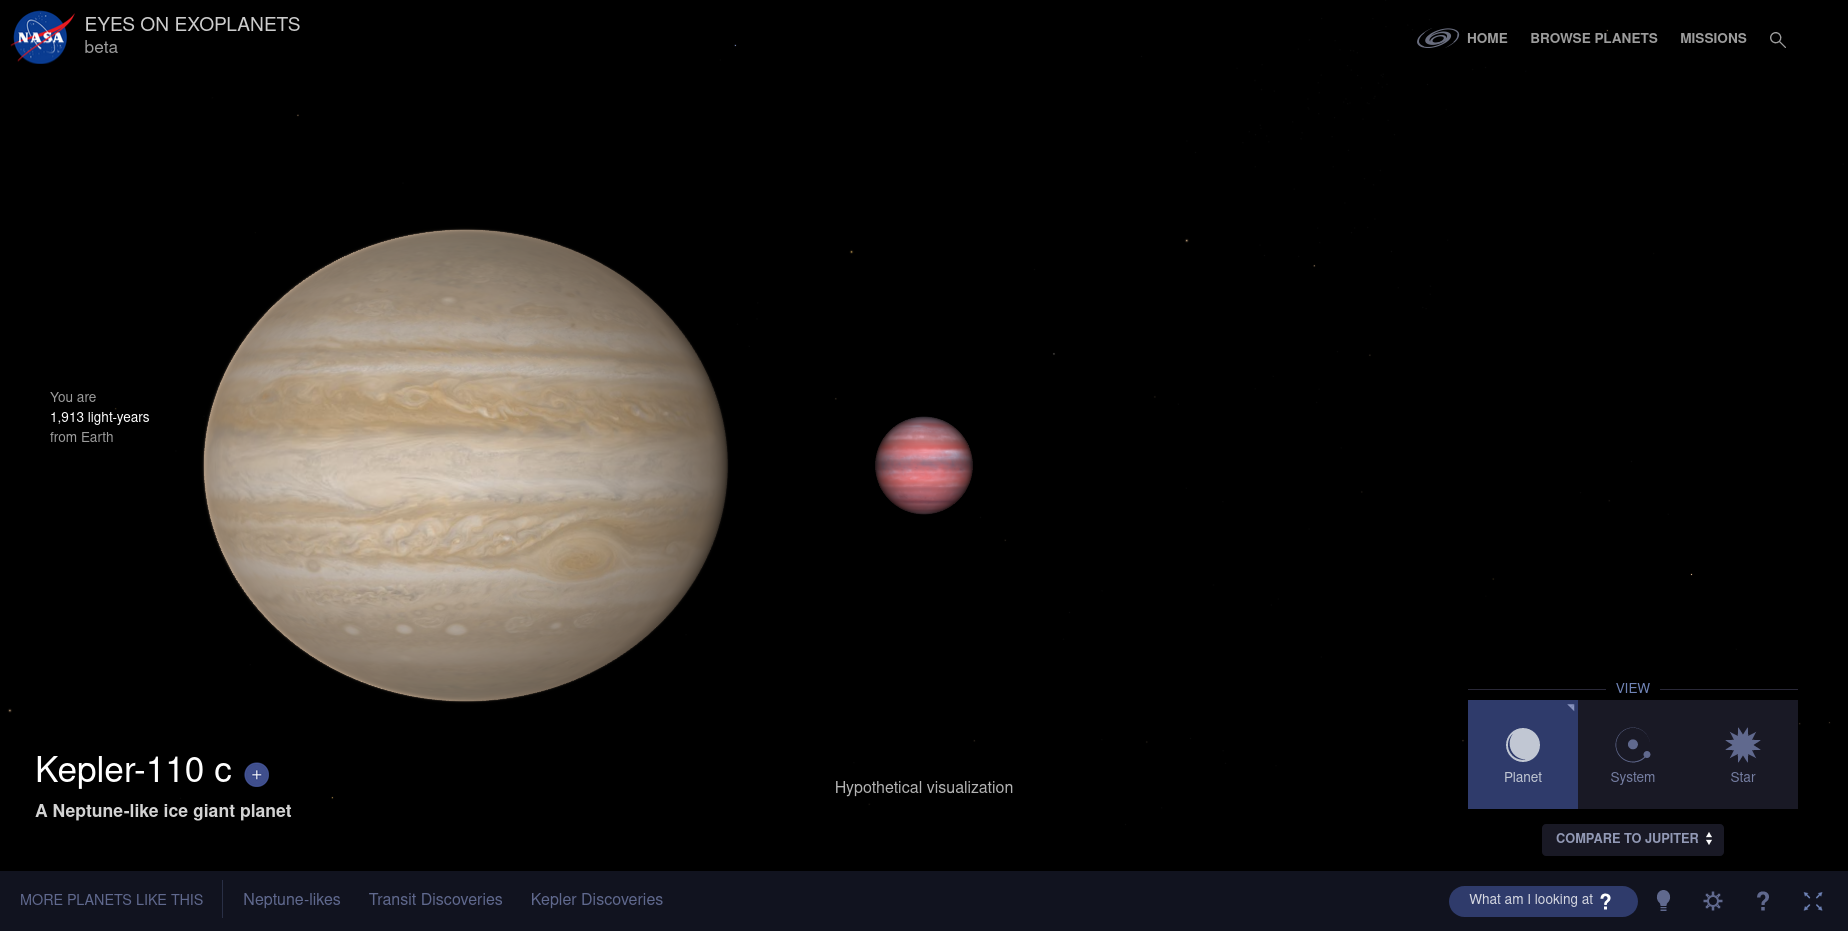 NASA
EYES ON EXOPLANETS
beta
HOME
BROWSE PLANETS
MISSIONS
You are
1,913 light-years
from Earth
Kepler-110 c +
A Neptune-like ice giant planet
Hypothetical visualization
VIEW
Planet
System
Star
COMPARE TO JUPITER
MORE PLANETS LIKE THIS
Neptune-likes
Transit Discoveries
Kepler Discoveries
What am I looking at ?
?